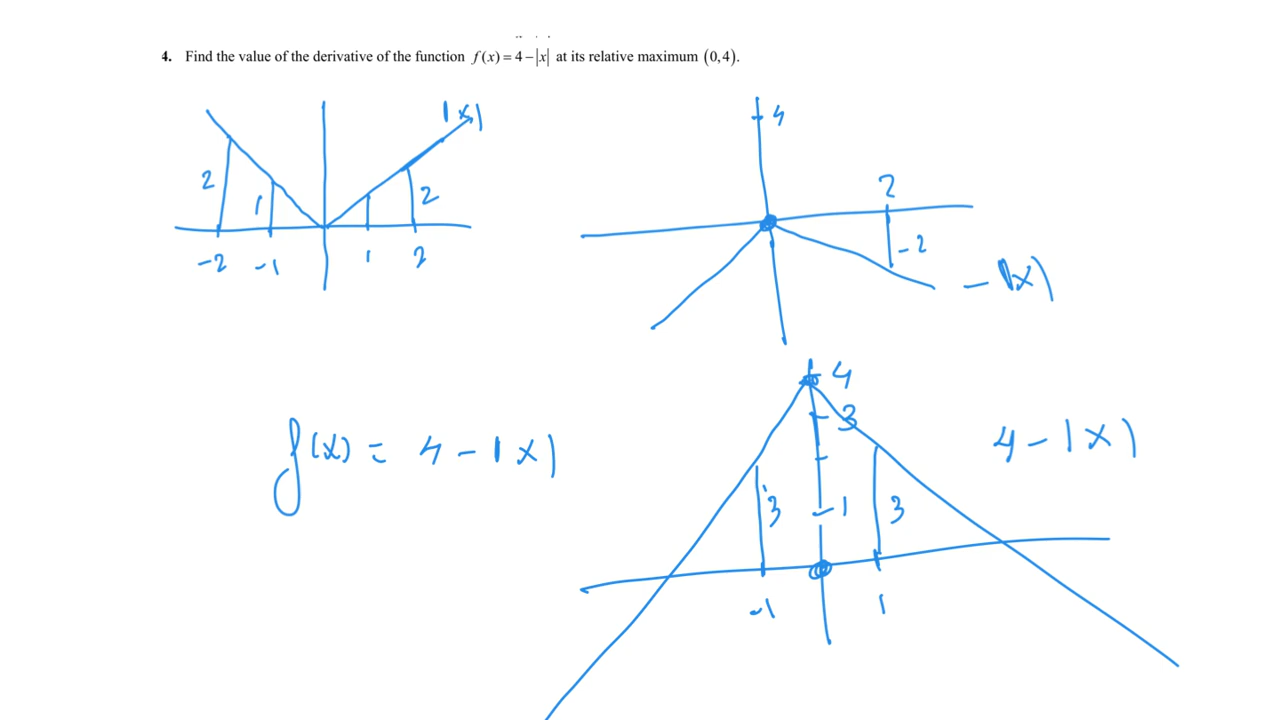 4. Find the value of the derivative of the function f(x) = 4 − |x| at its relative maximum (0,4).
|x|
2 1 2
-2 -1 1 2
4
2
-2
-|x|
4
3
f(x) = 4 - |x|
4 - |x|
3 1 3
-1 1